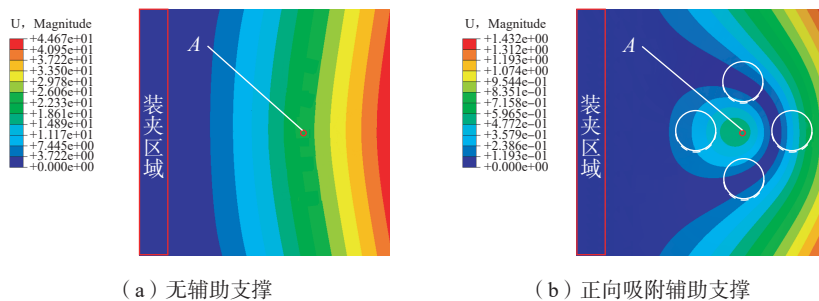 U，Magnitude
+4.467e+01
+4.095e+01
+3.722e+01
+3.350e+01
+2.978e+01
+2.606e+01
+2.233e+01
+1.861e+01
+1.489e+01
+1.117e+01
+7.445e+00
+3.722e+00
+0.000e+00
A
装夹区域
（a）无辅助支撑
U，Magnitude
+1.432e+00
+1.312e+00
+1.193e+00
+1.074e+00
+9.544e−01
+8.351e−01
+7.158e−01
+5.965e−01
+4.772e−01
+3.579e−01
+2.386e−01
+1.193e−01
+0.000e+00
A
装夹区域
（b）正向吸附辅助支撑